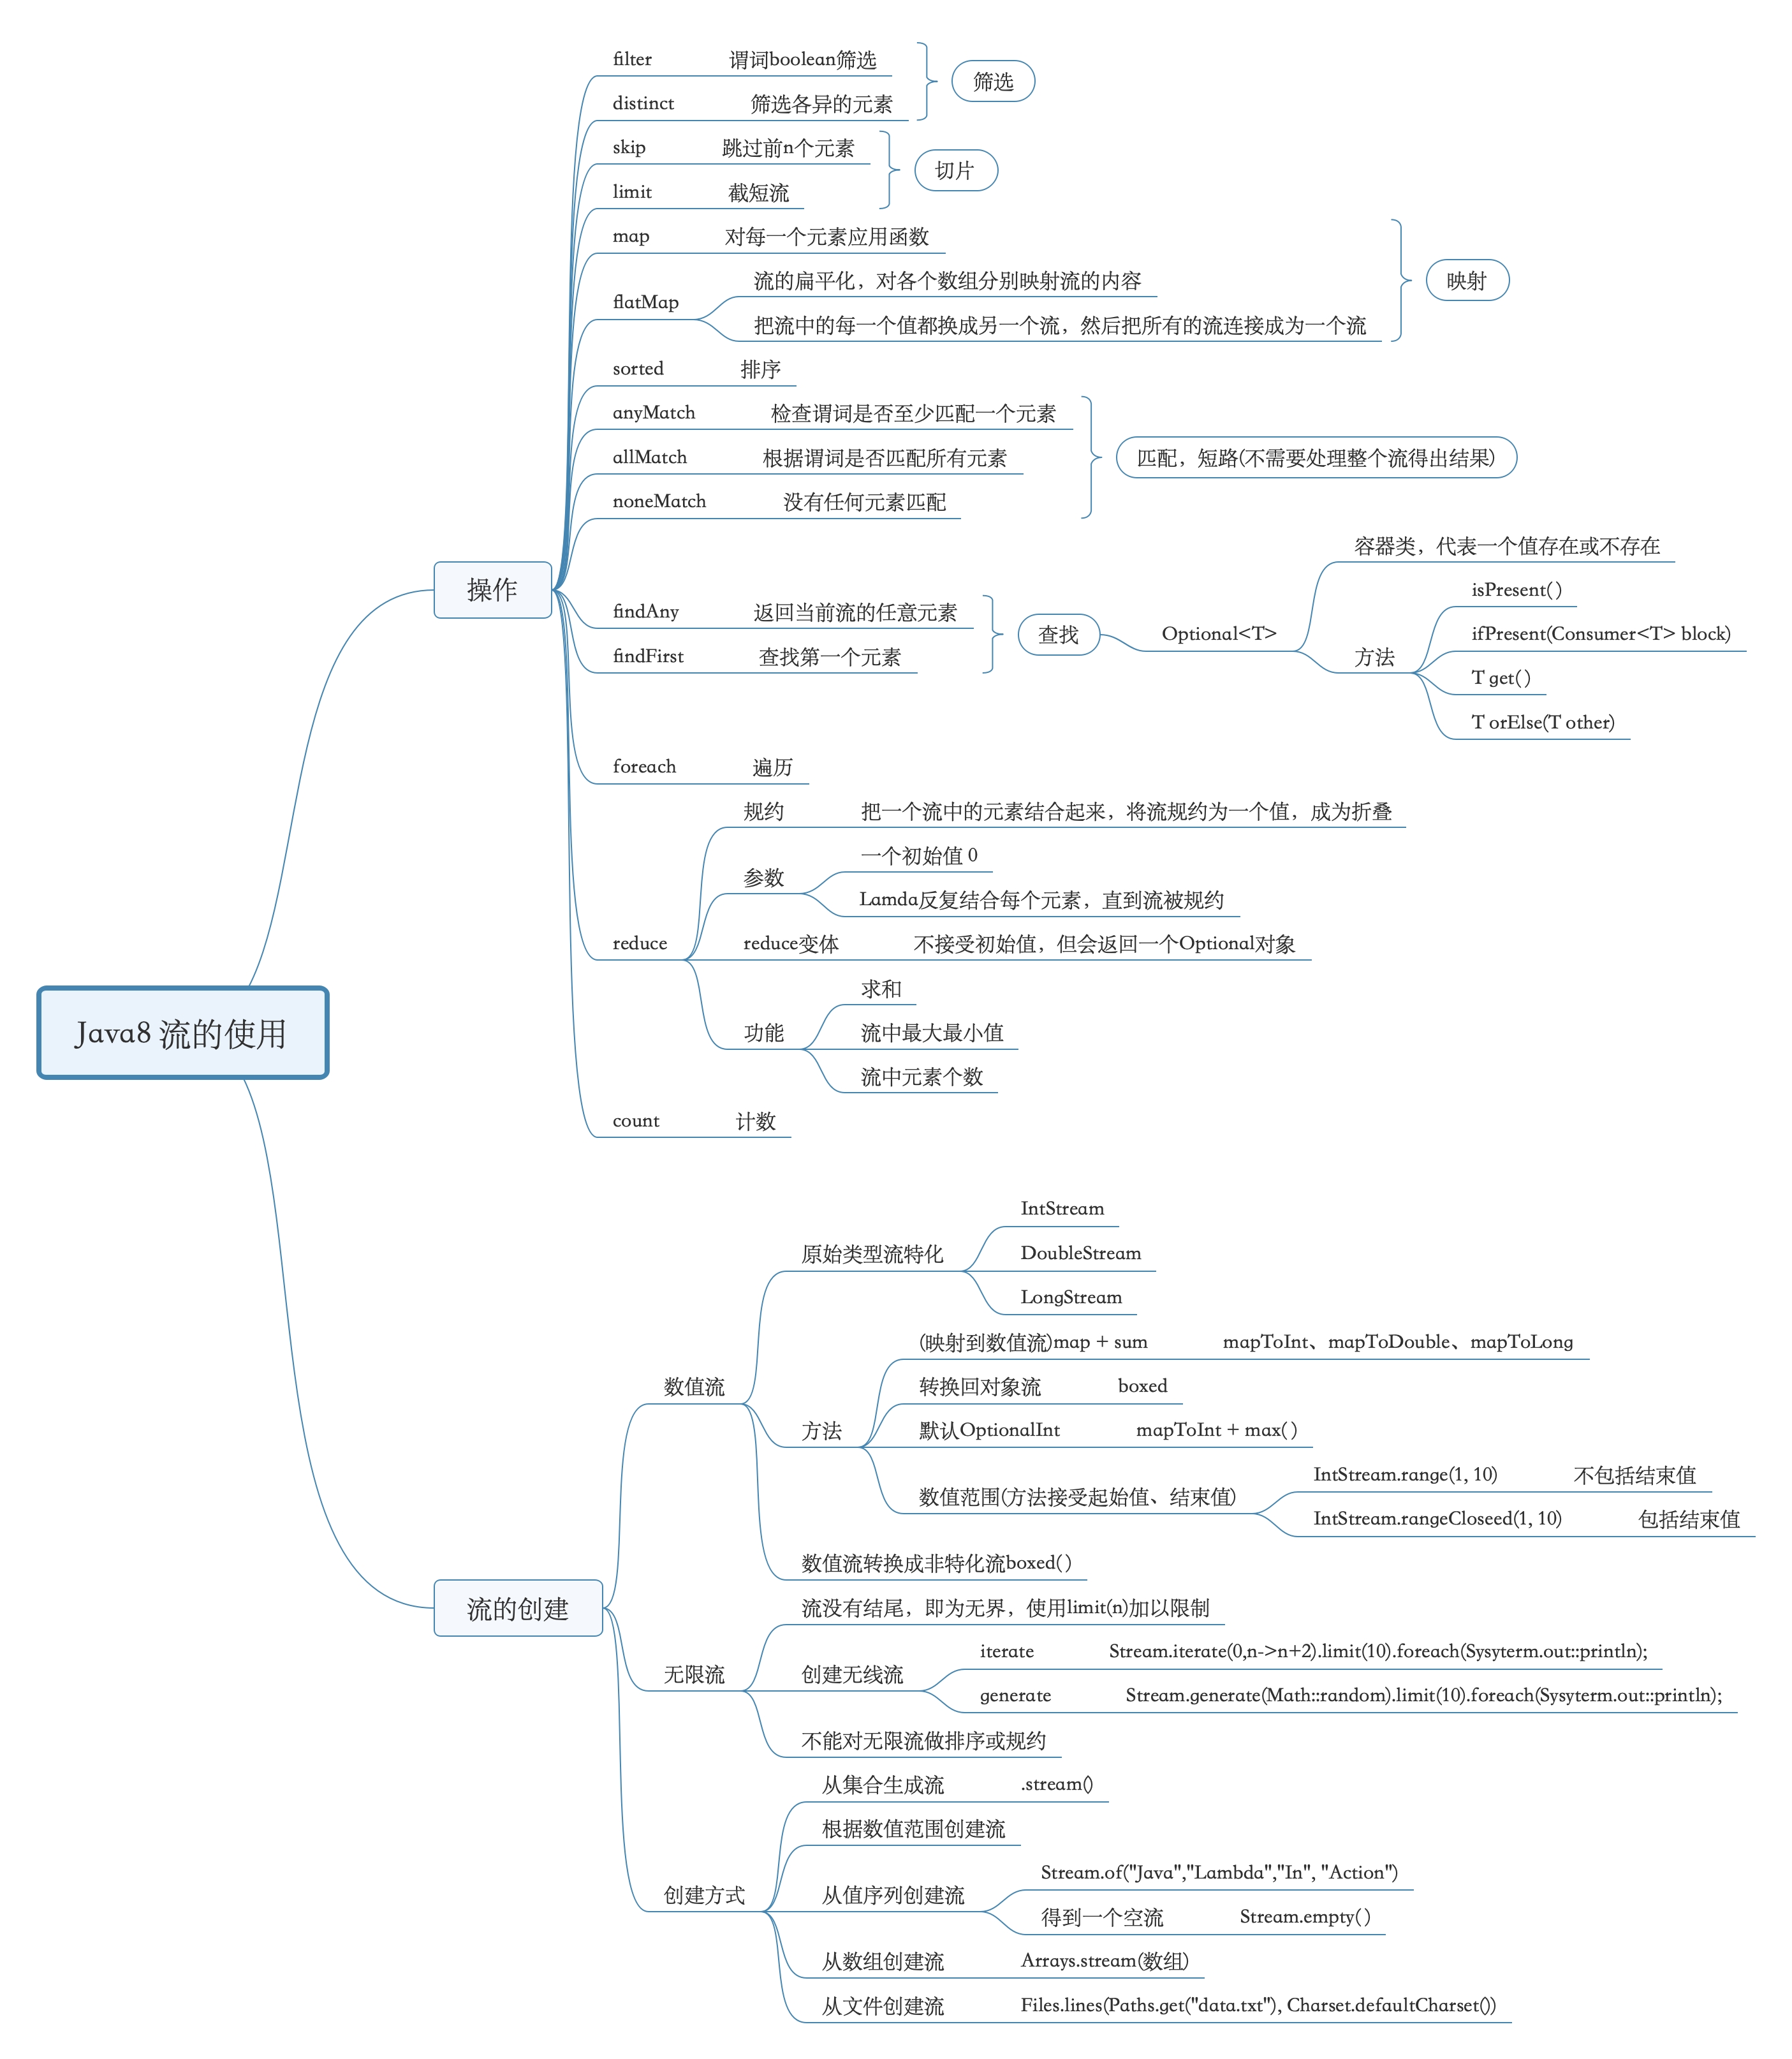 filter 谓词boolean筛选
distinct 筛选各异的元素
筛选
skip 跳过前n个元素
limit 截短流
切片
map 对每一个元素应用函数
flatMap
流的扁平化，对各个数组分别映射流的内容
把流中的每一个值都换成另一个流，然后把所有的流连接成为一个流
映射
sorted 排序
anyMatch 检查谓词是否至少匹配一个元素
allMatch 根据谓词是否匹配所有元素
noneMatch 没有任何元素匹配
匹配，短路(不需要处理整个流得出结果)
操作
findAny 返回当前流的任意元素
findFirst 查找第一个元素
查找
Optional<T>
容器类，代表一个值存在或不存在
方法
isPresent()
ifPresent(Consumer<T> block)
T get()
T orElse(T other)
foreach 遍历
reduce
规约 把一个流中的元素结合起来，将流规约为一个值，成为折叠
参数
一个初始值 0
Lamda反复结合每个元素，直到流被规约
reduce变体 不接受初始值，但会返回一个Optional对象
功能
求和
流中最大最小值
流中元素个数
count 计数
Java8 流的使用
流的创建
数值流
原始类型流特化
IntStream
DoubleStream
LongStream
方法
(映射到数值流)map + sum mapToInt、mapToDouble、mapToLong
转换回对象流 boxed
默认OptionalInt mapToInt + max()
数值范围(方法接受起始值、结束值)
IntStream.range(1, 10) 不包括结束值
IntStream.rangeCloseed(1, 10) 包括结束值
数值流转换成非特化流boxed()
无限流
流没有结尾，即为无界，使用limit(n)加以限制
创建无线流
iterate Stream.iterate(0,n->n+2).limit(10).foreach(Sysyterm.out::println);
generate Stream.generate(Math::random).limit(10).foreach(Sysyterm.out::println);
不能对无限流做排序或规约
创建方式
从集合生成流 .stream()
根据数值范围创建流
从值序列创建流
Stream.of("Java","Lambda","In", "Action")
得到一个空流 Stream.empty()
从数组创建流 Arrays.stream(数组)
从文件创建流 Files.lines(Paths.get("data.txt"), Charset.defaultCharset())